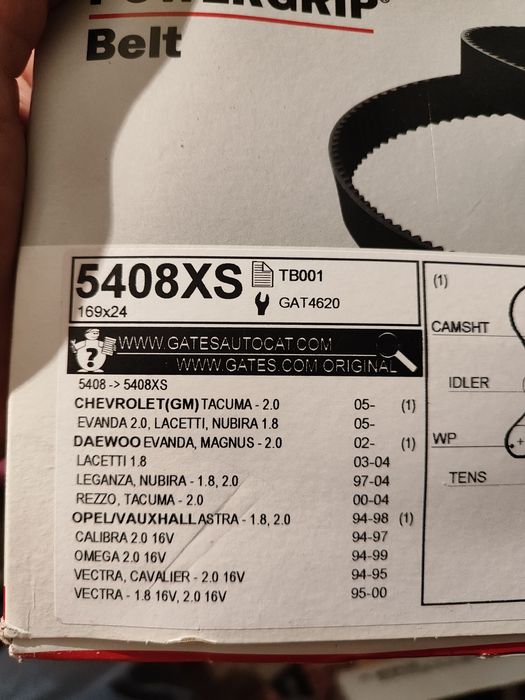 POWERGRIP®
Belt
5408XS TB001
169x24 GAT4620
WWW.GATESAUTOCAT.COM
WWW.GATES.COM ORIGINAL
?
5408 -> 5408XS
CHEVROLET(GM) TACUMA - 2.0 05- (1)
EVANDA 2.0, LACETTI, NUBIRA 1.8 05-
DAEWOO EVANDA, MAGNUS - 2.0 02- (1)
LACETTI 1.8 03-04
LEGANZA, NUBIRA - 1.8, 2.0 97-04
REZZO, TACUMA - 2.0 00-04
OPEL/VAUXHALL ASTRA - 1.8, 2.0 94-98 (1)
CALIBRA 2.0 16V 94-97
OMEGA 2.0 16V 94-99
VECTRA, CAVALIER - 2.0 16V 94-95
VECTRA - 1.8 16V, 2.0 16V 95-00
(1)
CAMSHT
IDLER
WP
+
TENS